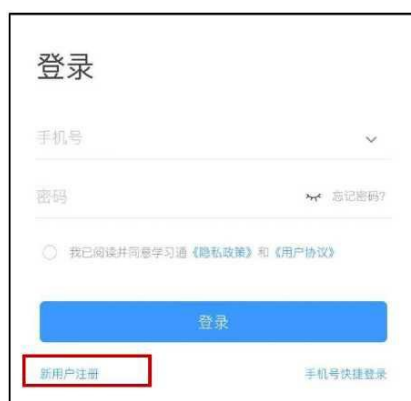 登录
手机号
密码 忘记密码?
我已阅读并同意学习通《隐私政策》和《用户协议》
登录
新用户注册 手机号快捷登录